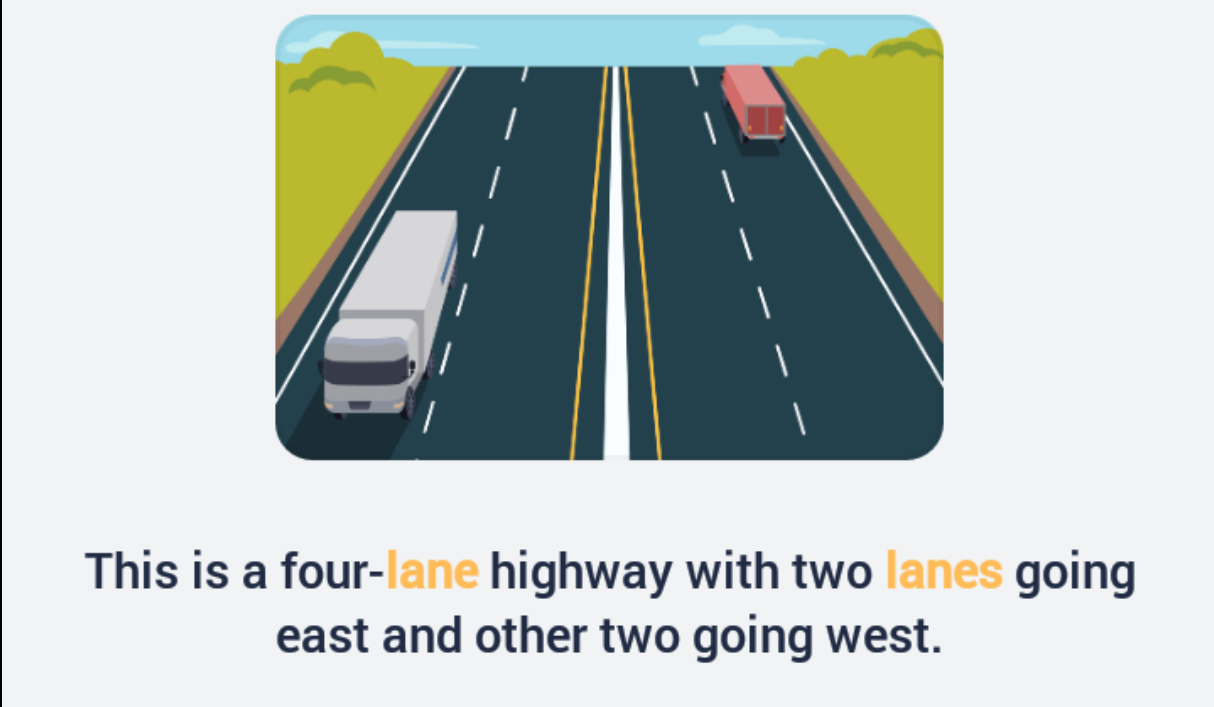 This is a four-lane highway with two lanes going
east and other two going west.